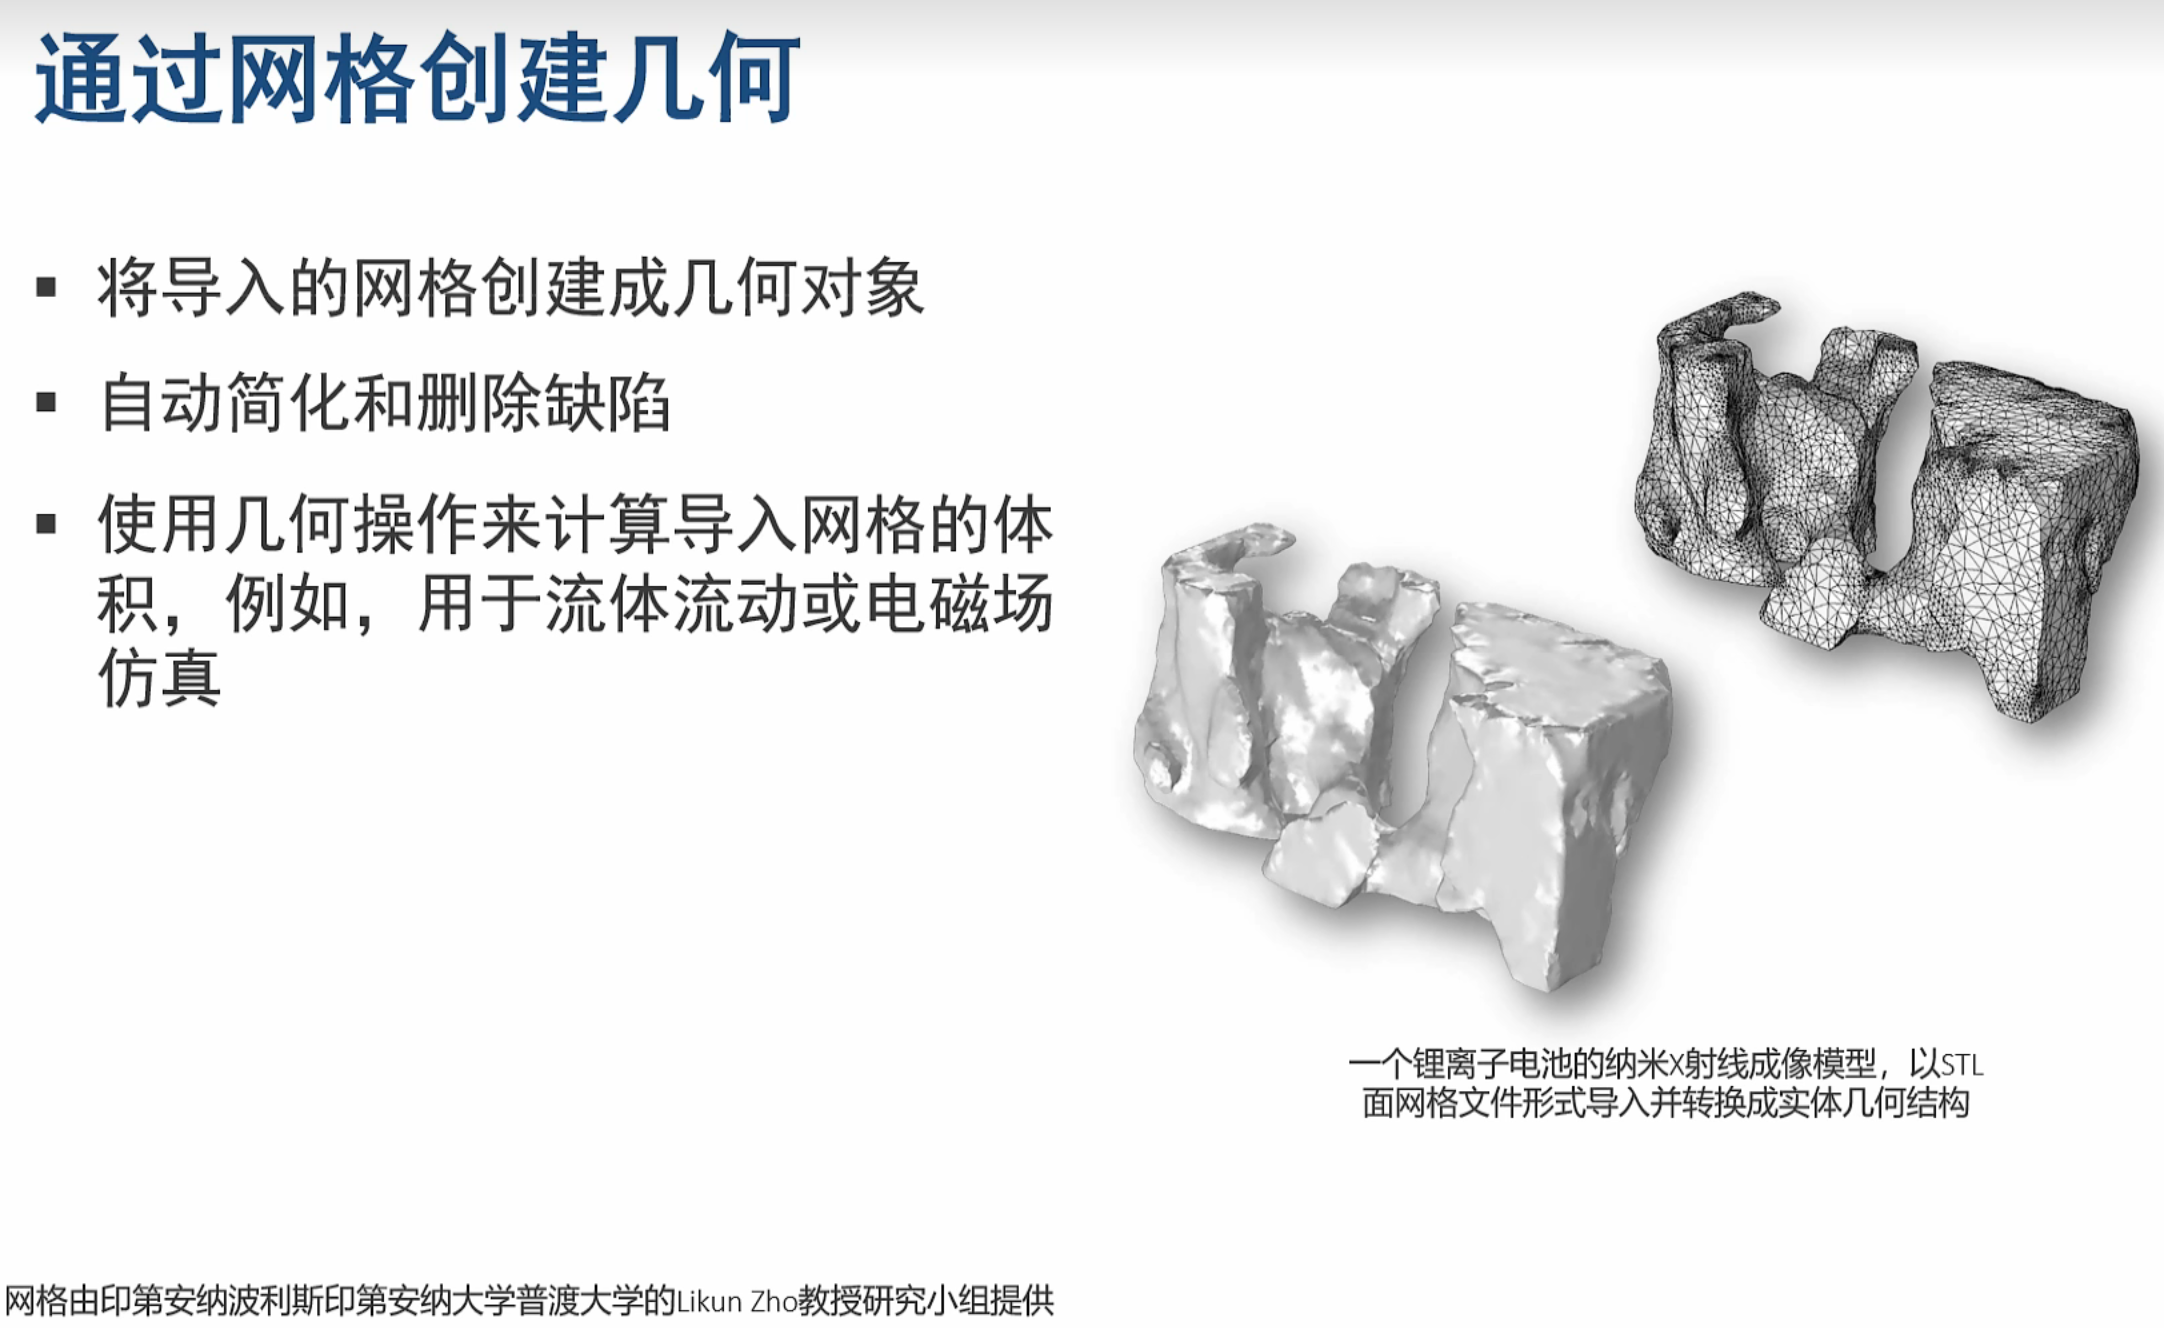 通过网格创建几何
▪ 将导入的网格创建成几何对象
▪ 自动简化和删除缺陷
▪ 使用几何操作来计算导入网格的体
积，例如，用于流体流动或电磁场
仿真
一个锂离子电池的纳米X射线成像模型，以STL
面网格文件形式导入并转换成实体几何结构
网格由印第安纳波利斯印第安纳大学普渡大学的Likun Zho教授研究小组提供